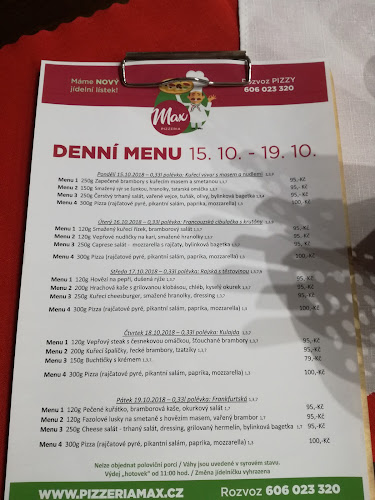 Máme NOVÝ
jídelní lístek!
Max
PIZZERIA
Rozvoz PIZZY
606 023 320
DENNÍ MENU 15. 10. - 19. 10.
Pondělí 15.10.2018 – 0,33l polévka: Kuřecí vývar s masem a nudlemi 1,3,9
Menu 1 250g Zapečené brambory s kuřecím masem a smetanou 1,3,7 95,-Kč
Menu 2 150g Smažený sýr se šunkou, hranolky, tatarská omáčka 95,-Kč
Menu 3 250g Čerstvý trhaný salát, vařené vejce, tuňák, olivy, bylinková bagetka 95,-Kč
Menu 4 300g Pizza (rajčatové pyré, pikantní salám, paprika, mozzarella) 100,-Kč
Úterý 16.10.2018 – 0,33l polévka: Francouzská cibulačka s krutóny
Menu 1 120g Smažený kuřecí řízek, bramborový salát 95,-Kč
Menu 2 120g Vepřové nudličky na kari, smažené hranolky 95,-Kč
Menu 3 250g Caprese salát - mozzarella s rajčaty, bylinková bagetka 95,-Kč
Menu 4 300g Pizza (rajčatové pyré, pikantní salám, paprika, mozzarella) 100,-Kč
Středa 17.10.2018 – 0,33l polévka: Rajská s těstovinou
Menu 1 120g Hovězí na pepři, dušená rýže 95,-Kč
Menu 2 200g Hrachová kaše s grilovanou klobásou, chléb, kyselý okurek 95,-Kč
Menu 3 250g Kuřecí cheesburger, smažené hranolky, dressing 95,-Kč
Menu 4 300g Pizza (rajčatové pyré, pikantní salám, paprika, mozzarella) 100,-Kč
Čtvrtek 18.10.2018 – 0,33l polévka: Kulajda
Menu 1 120g Vepřový steak s česnekovou omáčkou, šťouchané brambory 95,-Kč
Menu 2 200g Kuřecí špalíčky, řecké brambory, tzatziky 95,-Kč
Menu 3 150g Buchtičky s krémem 79,-Kč
Menu 4 300g Pizza (rajčatové pyré, pikantní salám, paprika, mozzarella) 100,-Kč
Pátek 19.10.2018 – 0,33l polévka: Frankfurtská
Menu 1 120g Pečené kuřátko, bramborová kaše, okurkový salát 95,-Kč
Menu 2 120g Fazolové lusky na smetaně s hovězím masem, vařený brambor 95,-Kč
Menu 3 250g Cheese salát - trhaný salát, dressing, grilovaný hermelín, bylinková bagetka 95,-Kč
Menu 4 300g Pizza (rajčatové pyré, pikantní salám, paprika, mozzarella) 100,-Kč
Nelze objednat poloviční porci / Váhy jsou uvedené v syrovém stavu.
Výdej „hotovek" od 11:00 hod. / Změna jídelníčku vyhrazena
WWW.PIZZERIAMAX.CZ Rozvoz 606 023 320